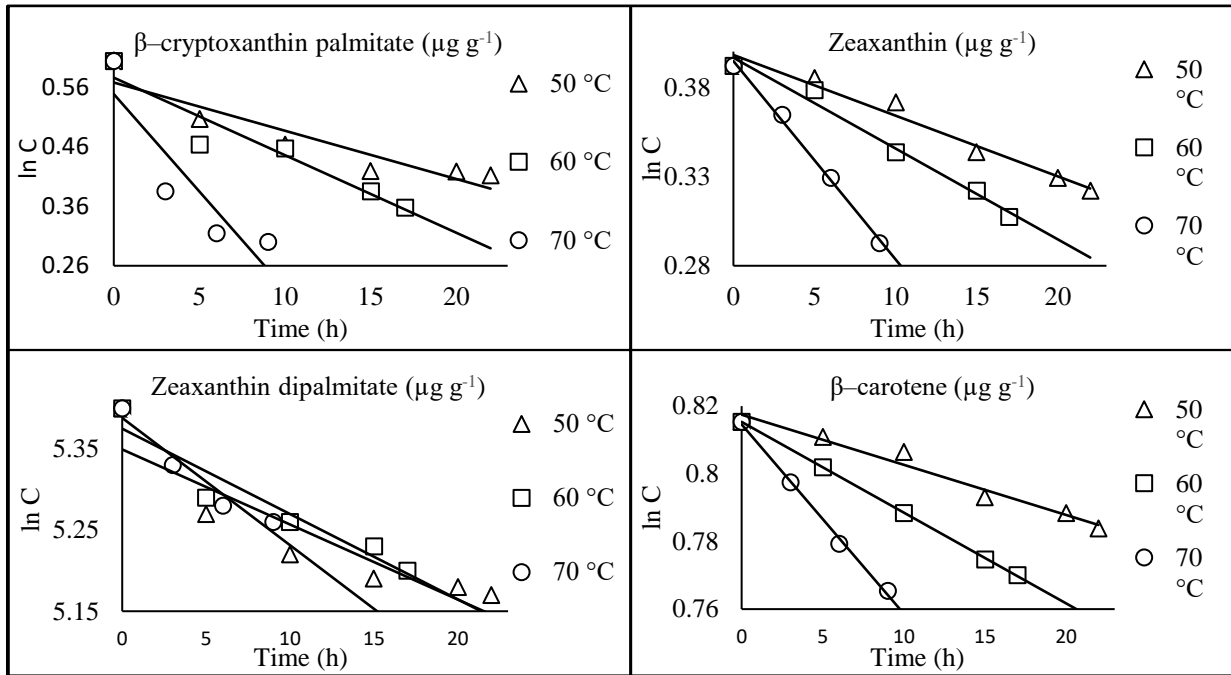 β–cryptoxanthin palmitate (µg g⁻¹)
ln C
0.56
0.46
0.36
0.26
0
5
10
15
20
Time (h)
50 °C
60 °C
70 °C
Zeaxanthin (µg g⁻¹)
ln C
0.38
0.33
0.28
0
5
10
15
20
Time (h)
50
°C
60
°C
70
°C
Zeaxanthin dipalmitate (µg g⁻¹)
ln C
5.35
5.25
5.15
0
5
10
15
20
Time (h)
50 °C
60 °C
70 °C
β-carotene (µg g⁻¹)
ln C
0.82
0.8
0.78
0.76
0
5
10
15
20
Time (h)
50
°C
60
°C
70
°C